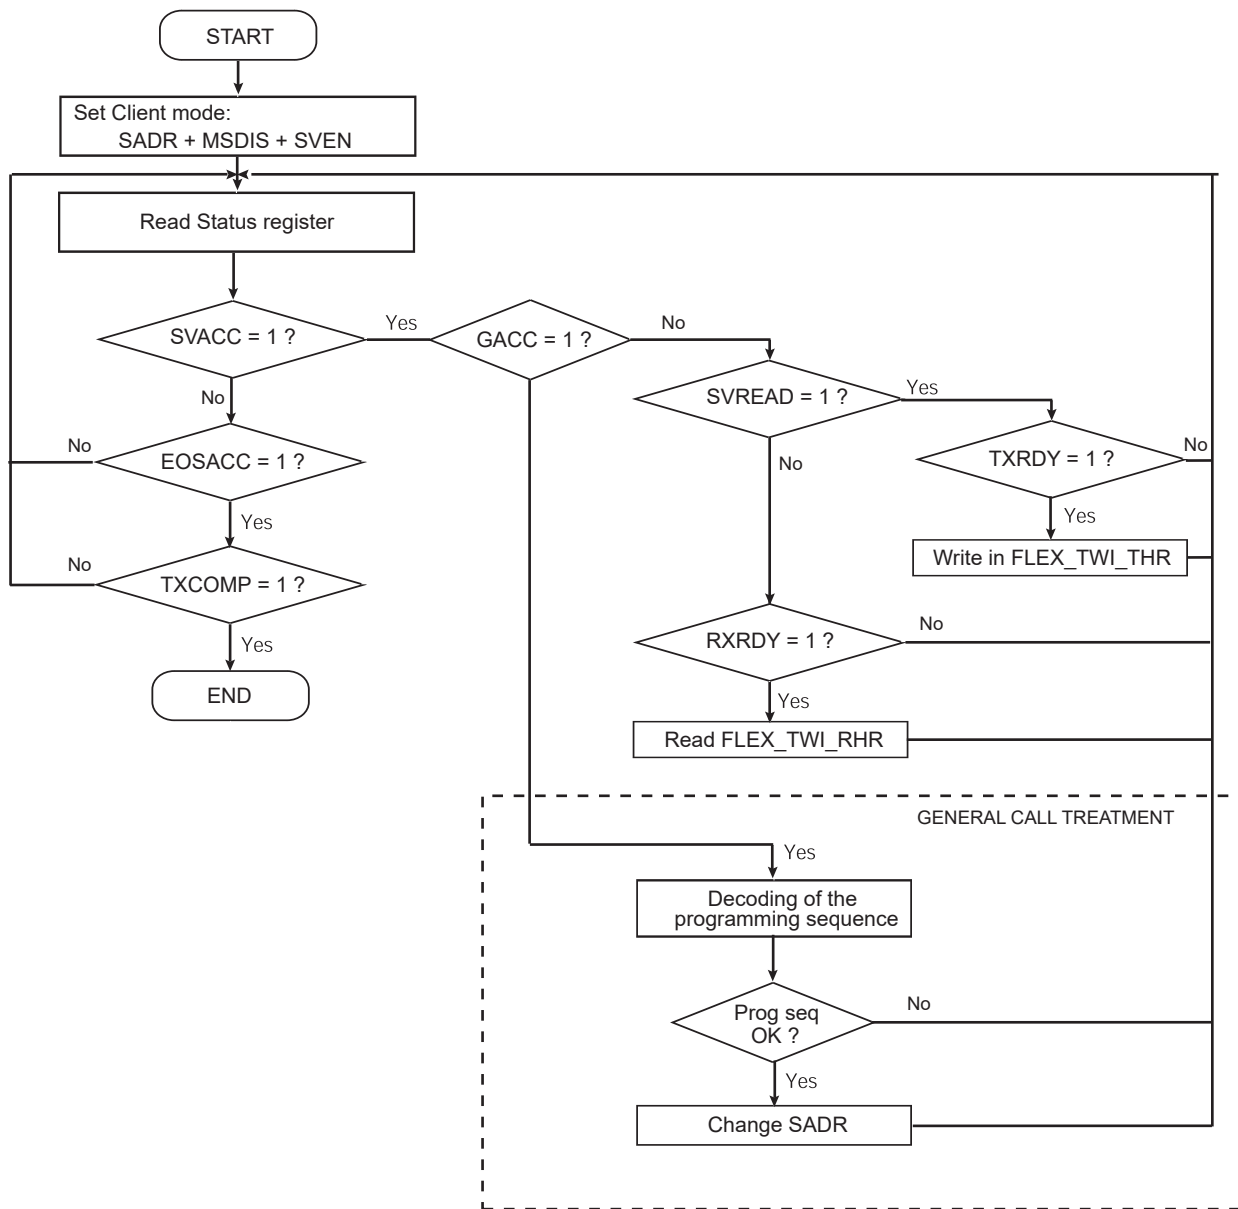 START
Set Client mode:
SADR + MSDIS + SVEN
Read Status register
SVACC = 1 ?
Yes
GACC = 1 ?
No
SVREAD = 1 ?
Yes
No
EOSACC = 1 ?
No
TXRDY = 1 ?
No
No
Yes
Yes
Write in FLEX_TWI_THR
TXCOMP = 1 ?
No
Yes
END
RXRDY = 1 ?
No
Yes
Read FLEX_TWI_RHR
GENERAL CALL TREATMENT
Yes
Decoding of the
programming sequence
Prog seq
OK ?
No
Yes
Change SADR